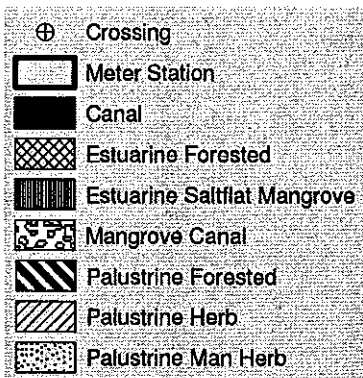 Crossing
Meter Station
Canal
Estuarine Forested
Estuarine Saltflat Mangrove
Mangrove Canal
Palustrine Forested
Palustrine Herb
Palustrine Man Herb